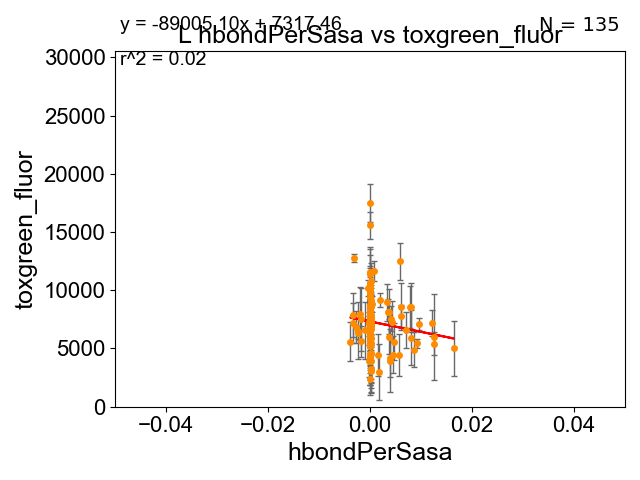 y = -89005.10x + 7317.46
N = 135
L hbondPerSasa vs toxgreen_fluor
r^2 = 0.02
30000
25000
20000
15000
10000
5000
0
toxgreen_fluor
−0.04
−0.02
0.00
0.02
0.04
hbondPerSasa